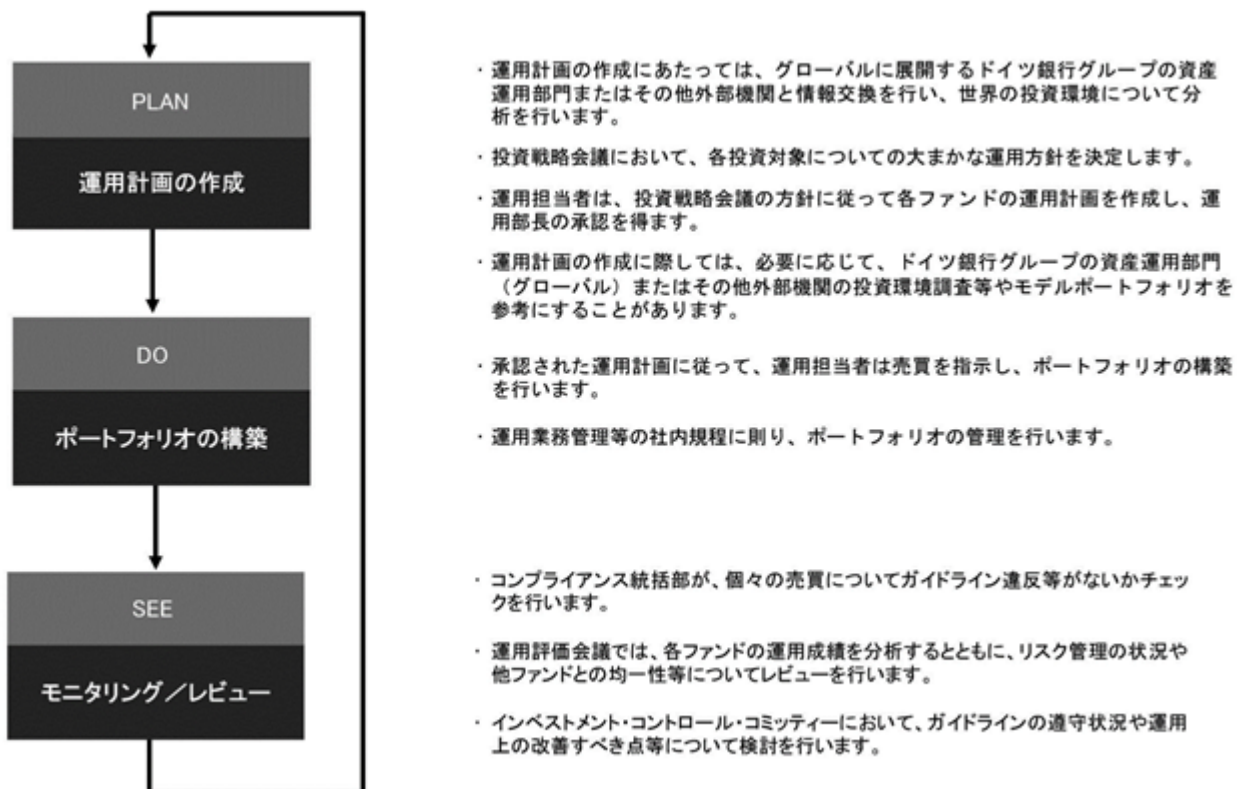 PLAN
運用計画の作成
・運用計画の作成にあたっては、グローバルに展開するドイツ銀行グループの資産
運用部門またはその他外部機関と情報交換を行い、世界の投資環境について分
析を行います。
・投資戦略会議において、各投資対象についての大まかな運用方針を決定します。
・運用担当者は、投資戦略会議の方針に従って各ファンドの運用計画を作成し、運
用部長の承認を得ます。
・運用計画の作成に際しては、必要に応じて、ドイツ銀行グループの資産運用部門
（グローバル）またはその他外部機関の投資環境調査等やモデルポートフォリオを
参考にすることがあります。
DO
ポートフォリオの構築
・承認された運用計画に従って、運用担当者は売買を指示し、ポートフォリオの構築
を行います。
・運用業務管理等の社内規程に則り、ポートフォリオの管理を行います。
SEE
モニタリング／レビュー
・コンプライアンス統括部が、個々の売買についてガイドライン違反等がないかチェッ
クを行います。
・運用評価会議では、各ファンドの運用成績を分析するとともに、リスク管理の状況や
他ファンドとの均一性等についてレビューを行います。
・インベストメント・コントロール・コミッティーにおいて、ガイドラインの遵守状況や運用
上の改善すべき点等について検討を行います。